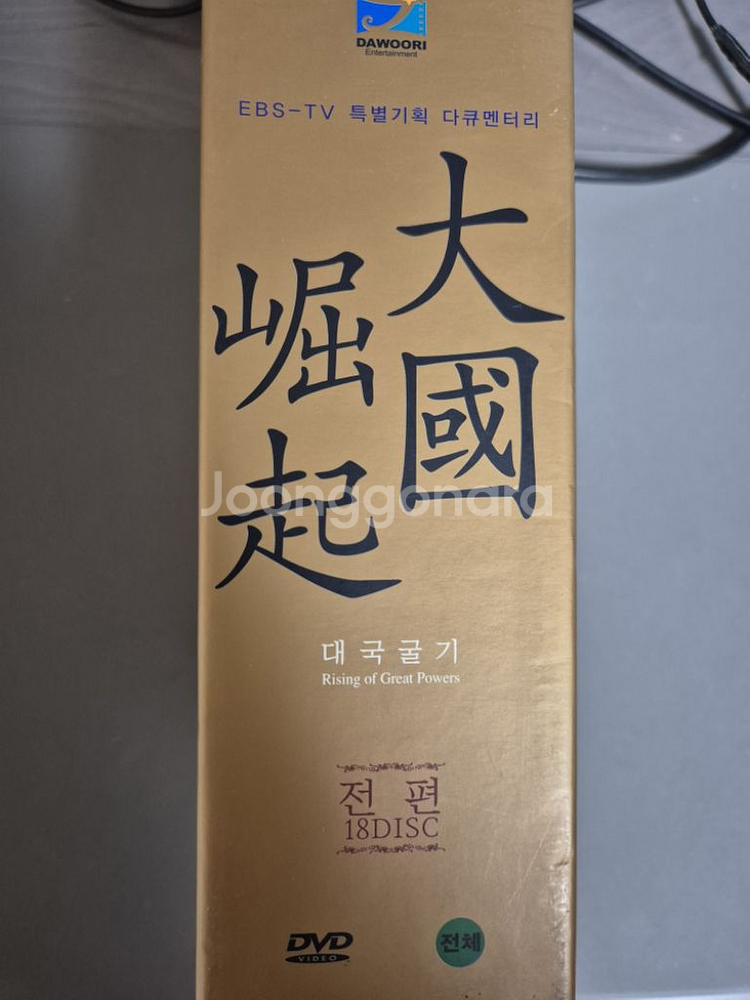 DAWOORI
Entertainment
EBS-TV 특별기획 다큐멘터리
大國
崛起
Joonggonara
대국굴기
Rising of Great Powers
전편
18DISC
DVD
VIDEO
전체